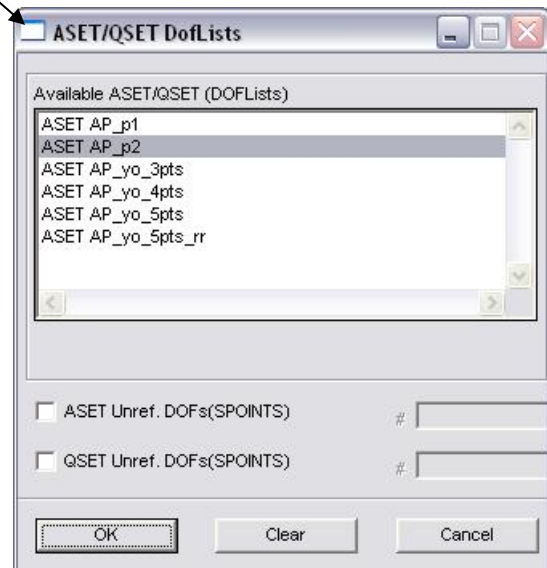 ASET/QSET DofLists
Available ASET/QSET (DOFLists)
ASET AP_p1
ASET AP_p2
ASET AP_yo_3pts
ASET AP_yo_4pts
ASET AP_yo_5pts
ASET AP_yo_5pts_rr
ASET Unref. DOFs(SPOINTS) #
QSET Unref. DOFs(SPOINTS) #
OK Clear Cancel